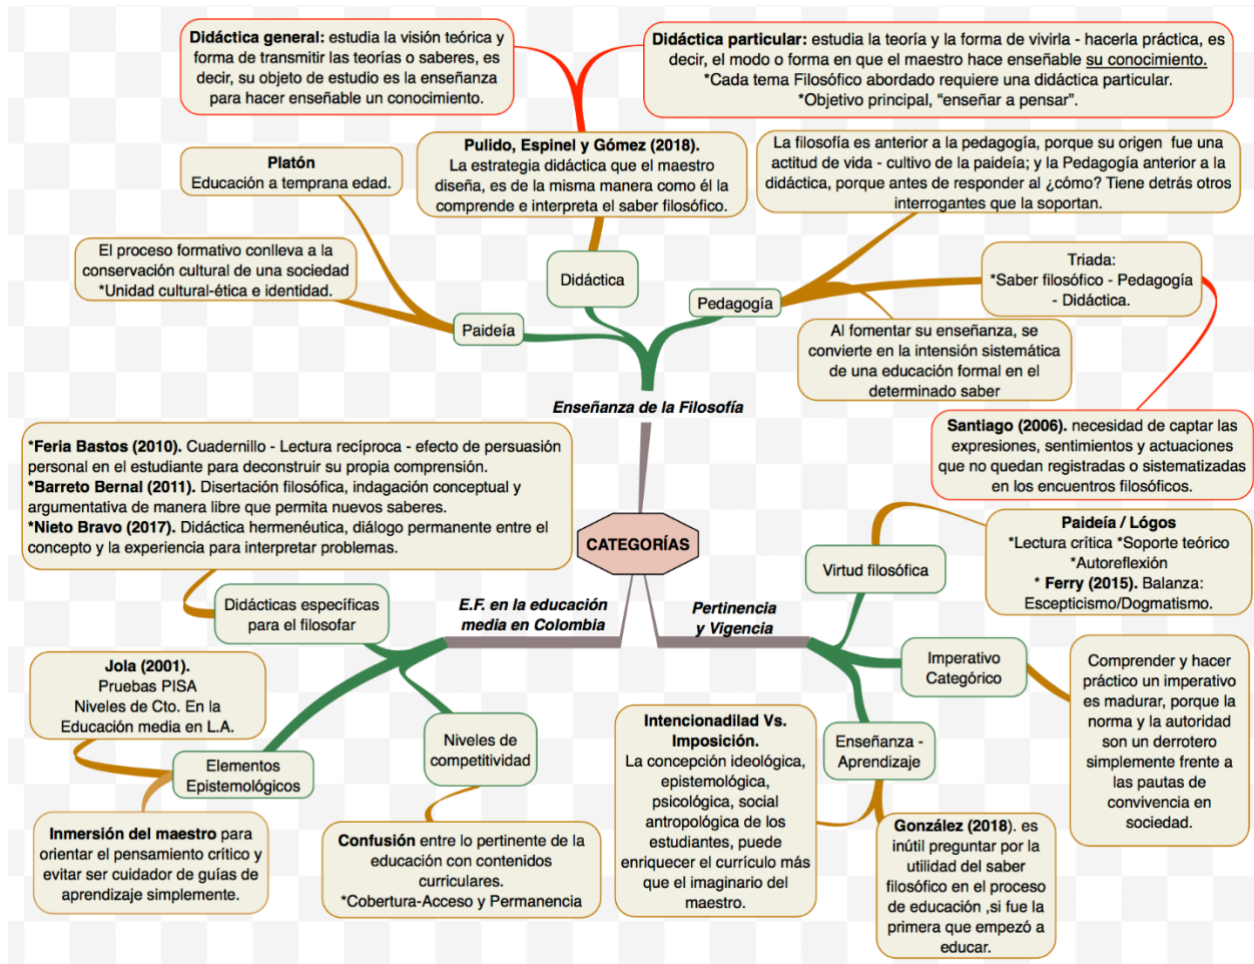 Didáctica general: estudia la visión teórica y
forma de transmitir las teorías o saberes, es
decir, su objeto de estudio es la enseñanza
para hacer enseñable un conocimiento.
Didáctica particular: estudia la teoría y la forma de vivirla - hacerla práctica, es
decir, el modo o forma en que el maestro hace enseñable su conocimiento.
*Cada tema Filosófico abordado requiere una didáctica particular.
*Objetivo principal, “enseñar a pensar”.
Platón
Educación a temprana edad.
Pulido, Espinel y Gómez (2018).
La estrategia didáctica que el maestro
diseña, es de la misma manera como él la
comprende e interpreta el saber filosófico.
La filosofía es anterior a la pedagogía, porque su origen fue una
actitud de vida - cultivo de la paideía; y la Pedagogía anterior a la
didáctica, porque antes de responder al ¿cómo? Tiene detrás otros
interrogantes que la soportan.
El proceso formativo conlleva a la
conservación cultural de una sociedad
*Unidad cultural-ética e identidad.
Didáctica
Paideía
Pedagogía
Triada:
*Saber filosófico - Pedagogía
- Didáctica.
Al fomentar su enseñanza, se
convierte en la intensión sistemática
de una educación formal en el
determinado saber
Enseñanza de la Filosofía
Santiago (2006). necesidad de captar las
expresiones, sentimientos y actuaciones
que no quedan registradas o sistematizadas
en los encuentros filosóficos.
*Feria Bastos (2010). Cuadernillo - Lectura recíproca - efecto de persuasión
personal en el estudiante para deconstruir su propia comprensión.
*Barreto Bernal (2011). Disertación filosófica, indagación conceptual y
argumentativa de manera libre que permita nuevos saberes.
*Nieto Bravo (2017). Didáctica hermenéutica, diálogo permanente entre el
concepto y la experiencia para interpretar problemas.
CATEGORÍAS
Virtud filosófica
Paideía / Lógos
*Lectura crítica *Soporte teórico
*Autoreflexión
* Ferry (2015). Balanza:
Escepticismo/Dogmatismo.
Didácticas específicas
para el filosofar
E.F. en la educación
media en Colombia
Pertinencia
y Vigencia
Imperativo
Categórico
Comprender y hacer
práctico un imperativo
es madurar, porque la
norma y la autoridad
son un derrotero
simplemente frente a
las pautas de
convivencia en
sociedad.
Jola (2001).
Pruebas PISA
Niveles de Cto. En la
Educación media en L.A.
Elementos
Epistemológicos
Niveles de
competitividad
Intencionadilad Vs.
Imposición.
La concepción ideológica,
epistemológica,
psicológica, social
antropológica de los
estudiantes, puede
enriquecer el currículo más
que el imaginario del
maestro.
Enseñanza -
Aprendizaje
Inmersión del maestro para
orientar el pensamiento crítico y
evitar ser cuidador de guías de
aprendizaje simplemente.
Confusión entre lo pertinente de la
educación con contenidos
curriculares.
*Cobertura-Acceso y Permanencia
González (2018). es
inútil preguntar por la
utilidad del saber
filosófico en el proceso
de educación ,si fue la
primera que empezó a
educar.